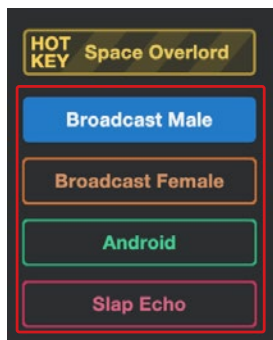 HOT
KEY Space Overlord
Broadcast Male
Broadcast Female
Android
Slap Echo